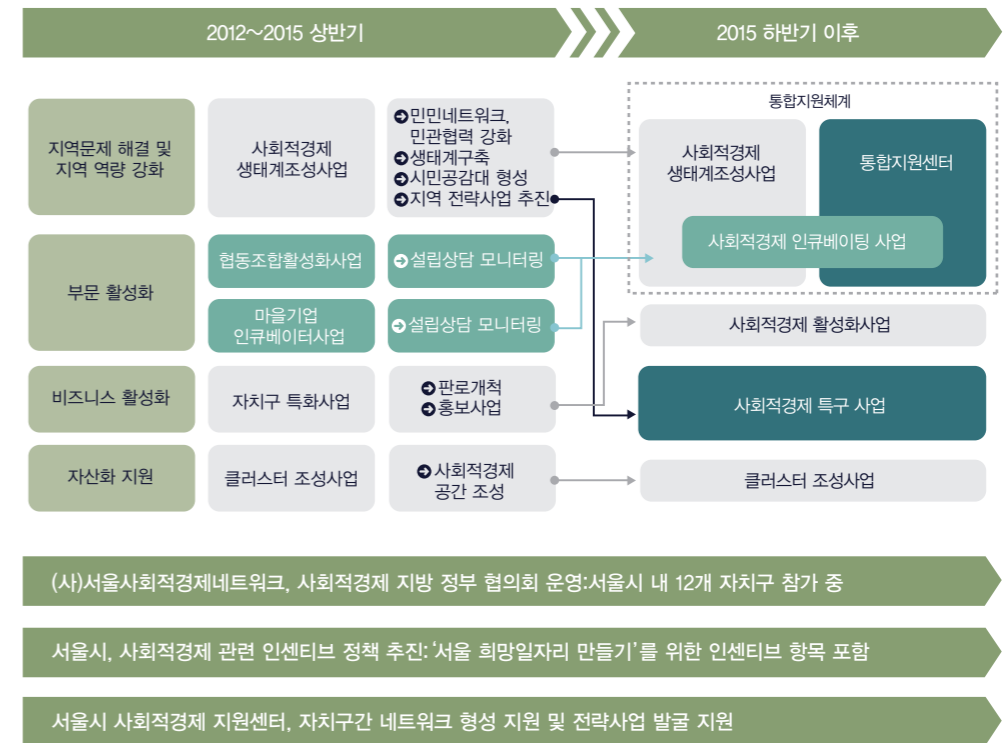 2012~2015 상반기
2015 하반기 이후
지역문제 해결 및
지역 역량 강화
사회적경제
생태계조성사업
➔민민네트워크,
민관협력 강화
➔생태계구축
➔시민공감대 형성
➔지역 전략사업 추진
통합지원체계
사회적경제
생태계조성사업
통합지원센터
사회적경제 인큐베이팅 사업
부문 활성화
협동조합활성화사업
➔설립상담 모니터링
마을기업
인큐베이터사업
➔설립상담 모니터링
사회적경제 활성화사업
비즈니스 활성화
자치구 특화사업
➔판로개척
➔홍보사업
사회적경제 특구 사업
자산화 지원
클러스터 조성사업
➔사회적경제
공간 조성
클러스터 조성사업
(사)서울사회적경제네트워크, 사회적경제 지방 정부 협의회 운영:서울시 내 12개 자치구 참가 중
서울시, 사회적경제 관련 인센티브 정책 추진: ‘서울 희망일자리 만들기’를 위한 인센티브 항목 포함
서울시 사회적경제 지원센터, 자치구간 네트워크 형성 지원 및 전략사업 발굴 지원